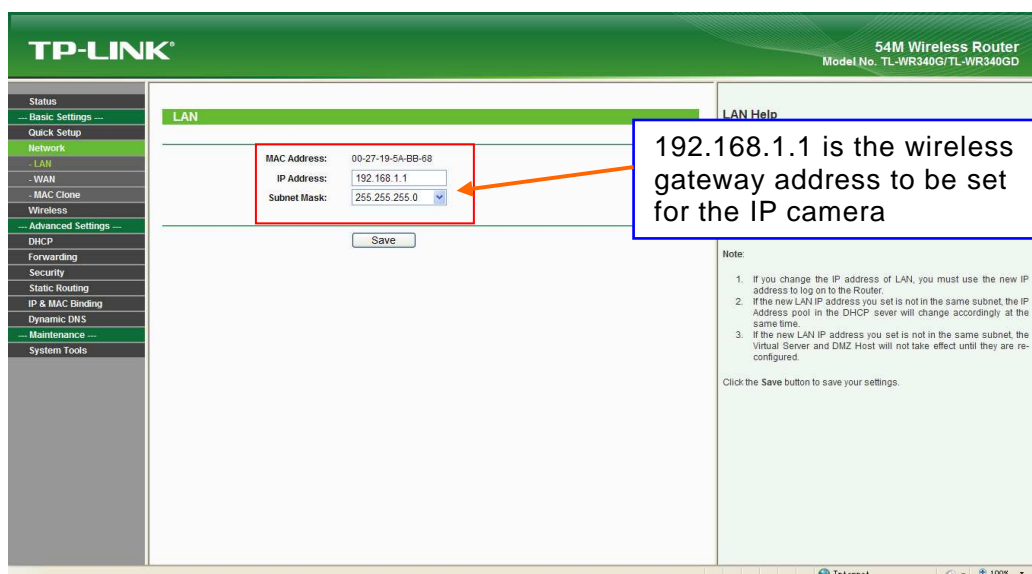 TP-LINK®
54M Wireless Router
Model No. TL-WR340G/TL-WR340GD
Status
--- Basic Settings ---
Quick Setup
Network
- LAN
- WAN
- MAC Clone
Wireless
--- Advanced Settings ---
DHCP
Forwarding
Security
Static Routing
IP & MAC Binding
Dynamic DNS
--- Maintenance ---
System Tools
LAN
MAC Address: 00-27-19-5A-BB-68
IP Address: 192.168.1.1
Subnet Mask: 255.255.255.0
Save
LAN Help
192.168.1.1 is the wireless
gateway address to be set
for the IP camera
Note:
1. If you change the IP address of LAN, you must use the new IP
address to log on to the Router.
2. If the new LAN IP address you set is not in the same subnet, the IP
Address pool in the DHCP sever will change accordingly at the
same time.
3. If the new LAN IP address you set is not in the same subnet, the
Virtual Server and DMZ Host will not take effect until they are re-
configured.
Click the Save button to save your settings.
Internet
100%